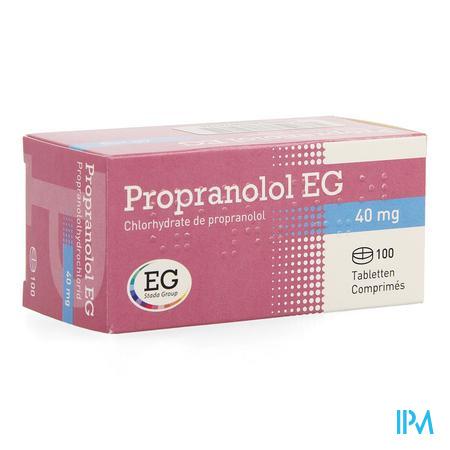 Propranolol EG
Chlorhydrate de propranolol
40 mg
100
Tabletten
Comprimés
EG
Stada Group
Propranolol EG
Propranololhydrochlorid
40 mg
100
IPM